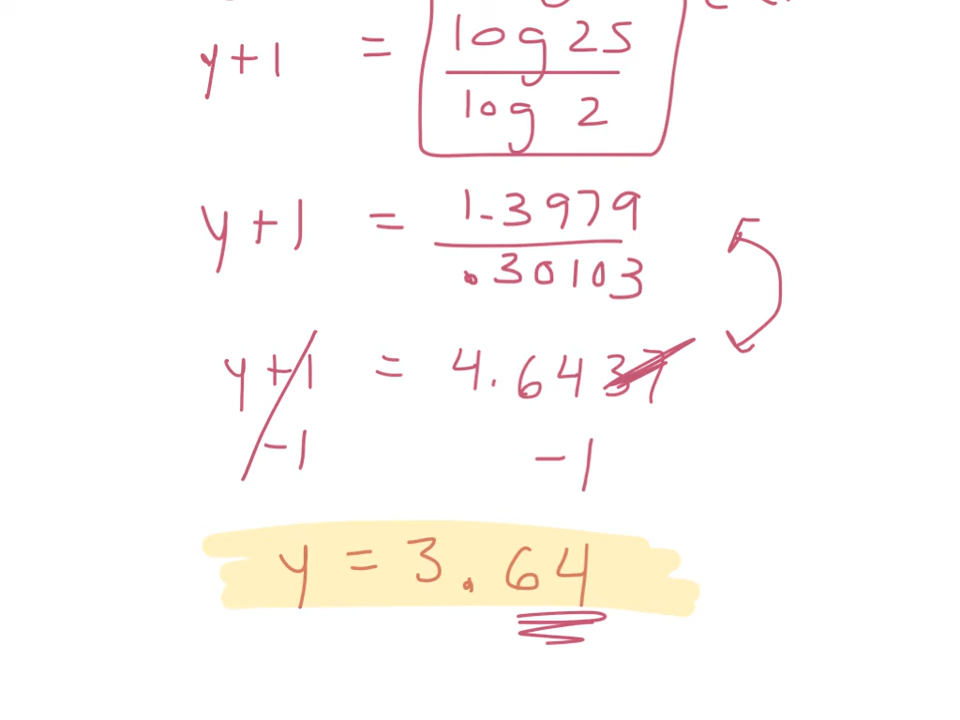 y+1 = log 25
log 2
y+1 = 1.3979
.30103
y+1 = 4.6437
-1 -1
y = 3.64